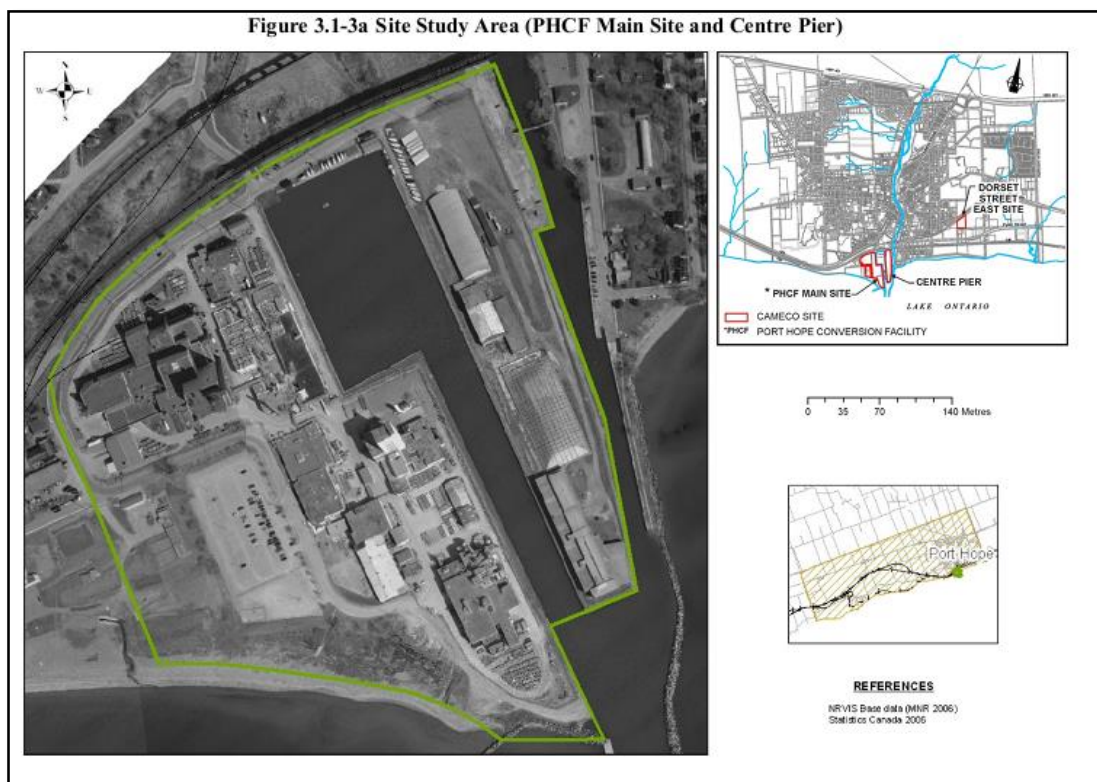 Figure 3.1-3a Site Study Area (PHCF Main Site and Centre Pier)
N
W E
S
DORSET
STREET
EAST SITE
CENTRE PIER
* PHCF MAIN SITE
LAKE ONTARIO
CAMECO SITE
*PHCF PORT HOPE CONVERSION FACILITY
0 35 70 140 Metres
Port Hope
REFERENCES
NRVIS Base data (MNR 2006)
Statistics Canada 2006